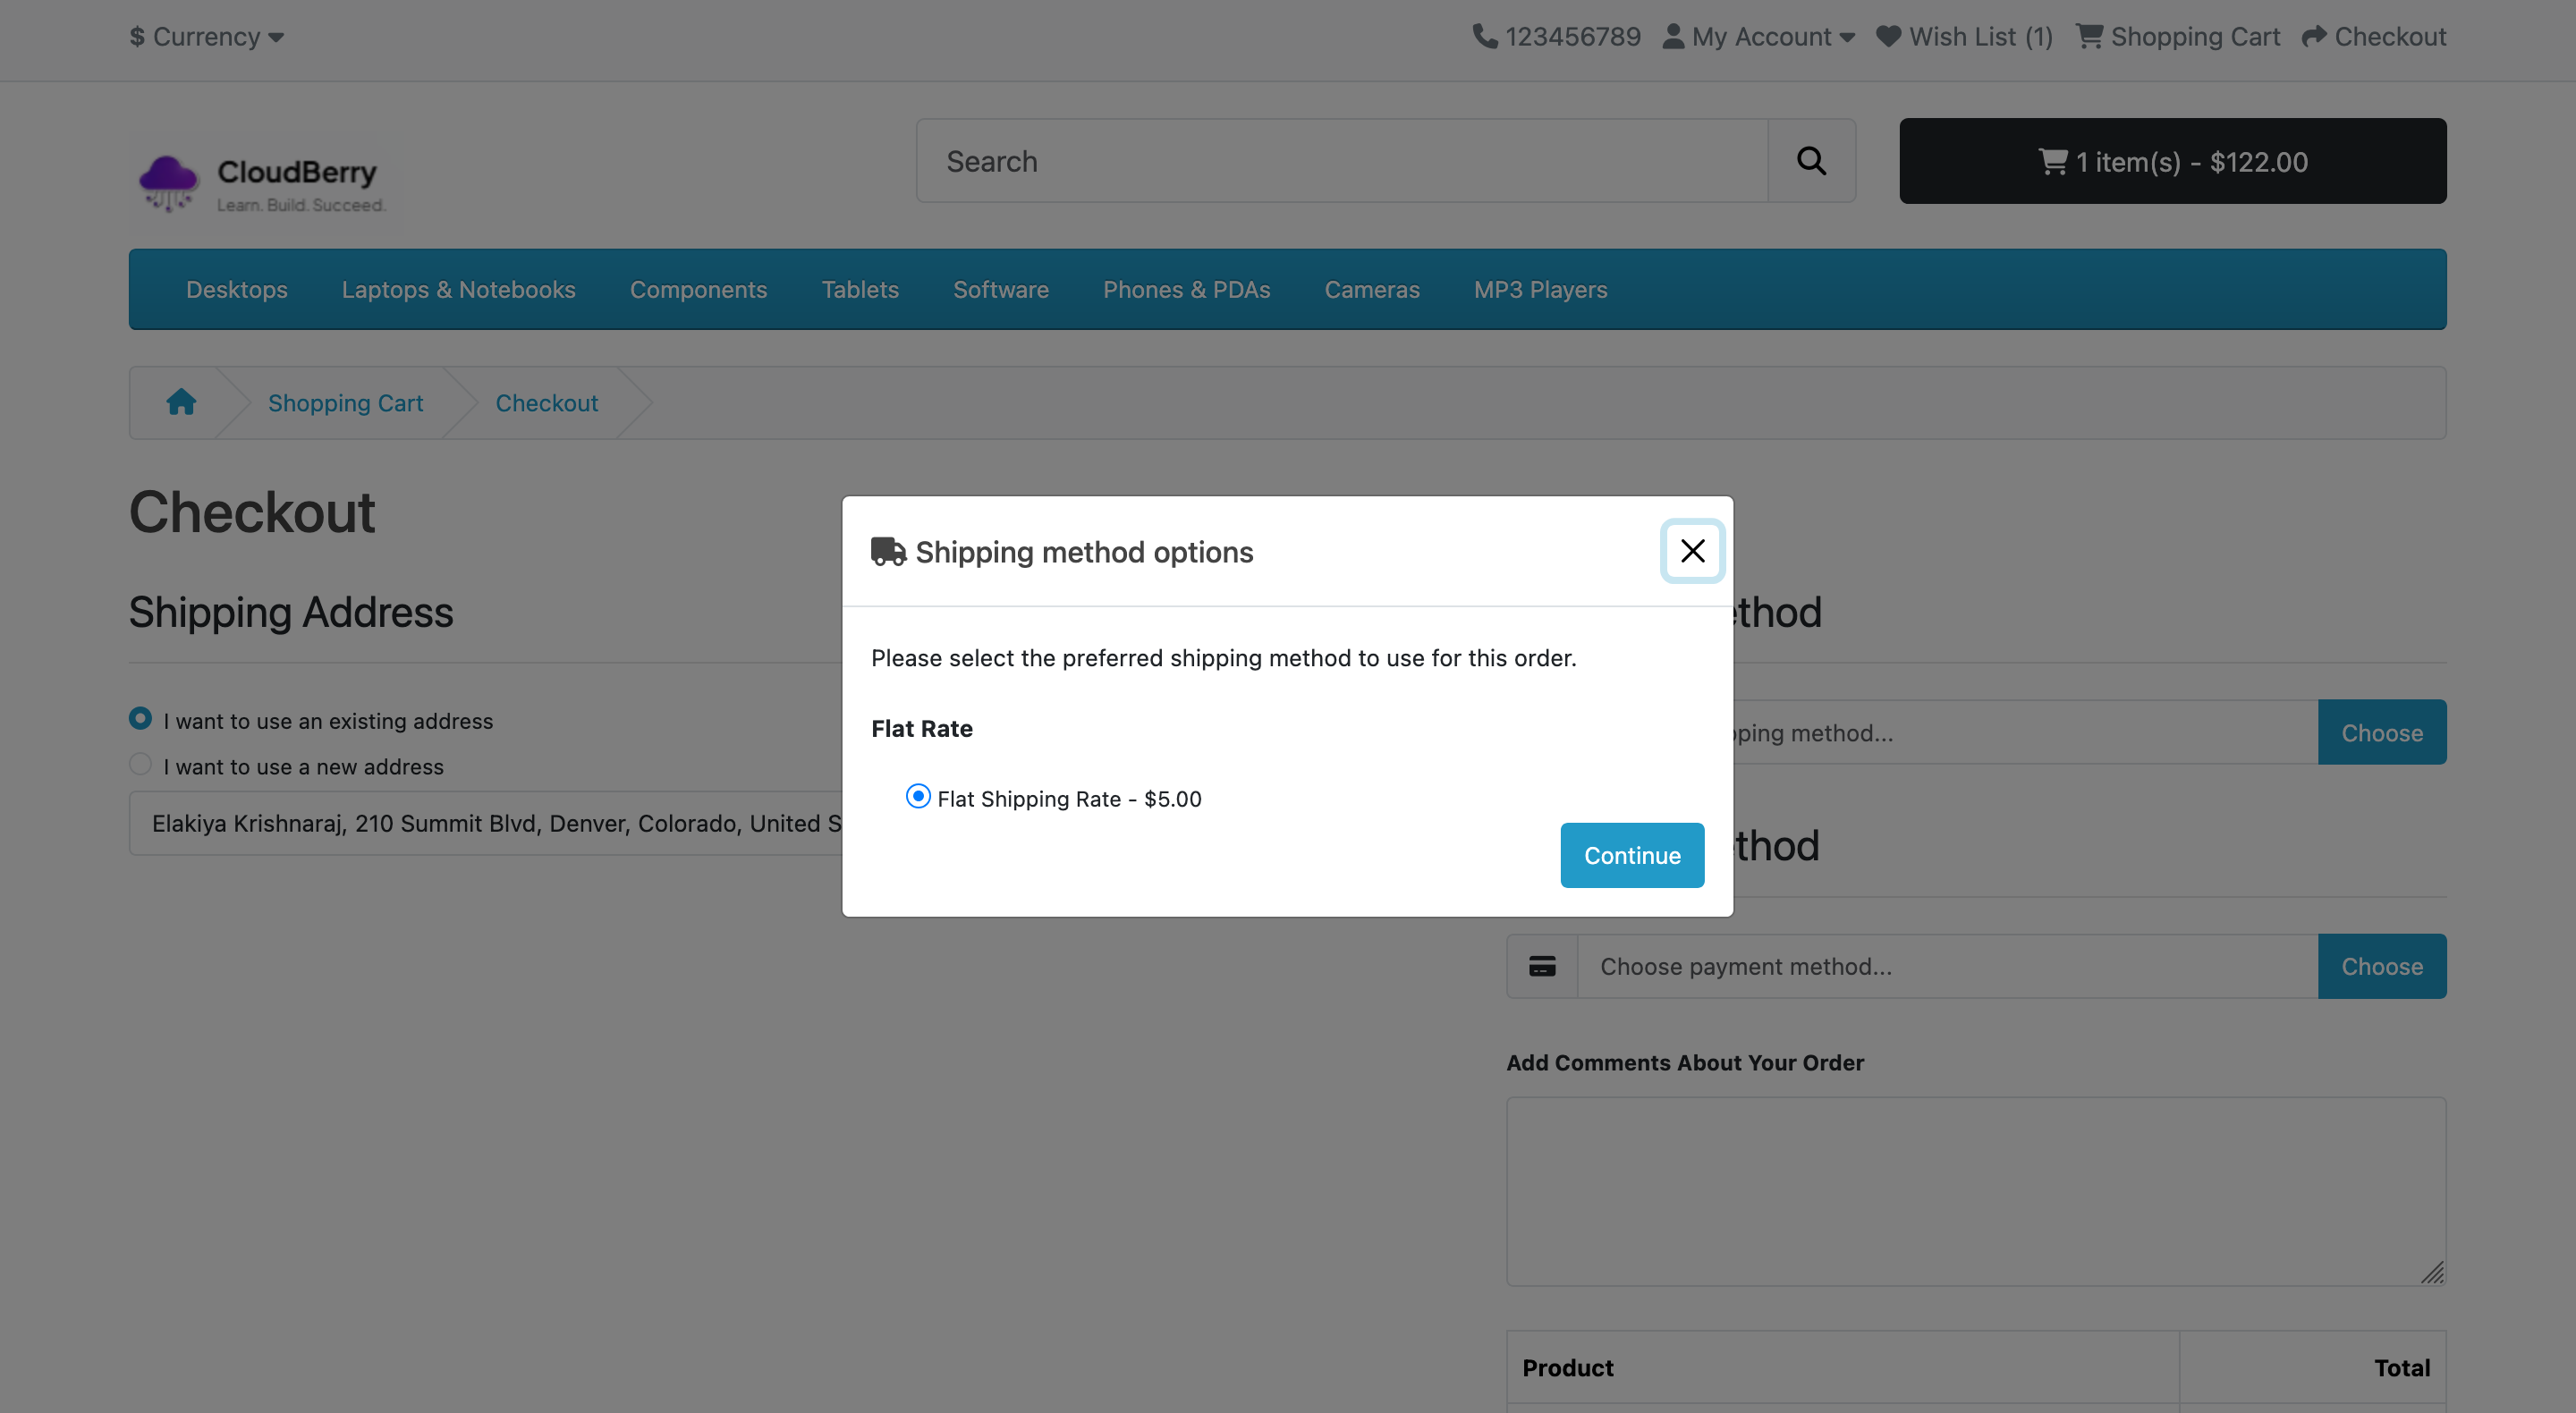 $ Currency
123456789 My Account Wish List (1) Shopping Cart Checkout
CloudBerry
Learn. Build. Succeed.
Search
1 item(s) - $122.00
Desktops Laptops & Notebooks Components Tablets Software Phones & PDAs Cameras MP3 Players
Shopping Cart Checkout
Checkout
Shipping method options
Please select the preferred shipping method to use for this order.
Flat Rate
Flat Shipping Rate - $5.00
Continue
Shipping Address
I want to use an existing address
I want to use a new address
Elakiya Krishnaraj, 210 Summit Blvd, Denver, Colorado, United S
thod
pping method...
Choose
thod
Choose payment method...
Choose
Add Comments About Your Order
Product Total